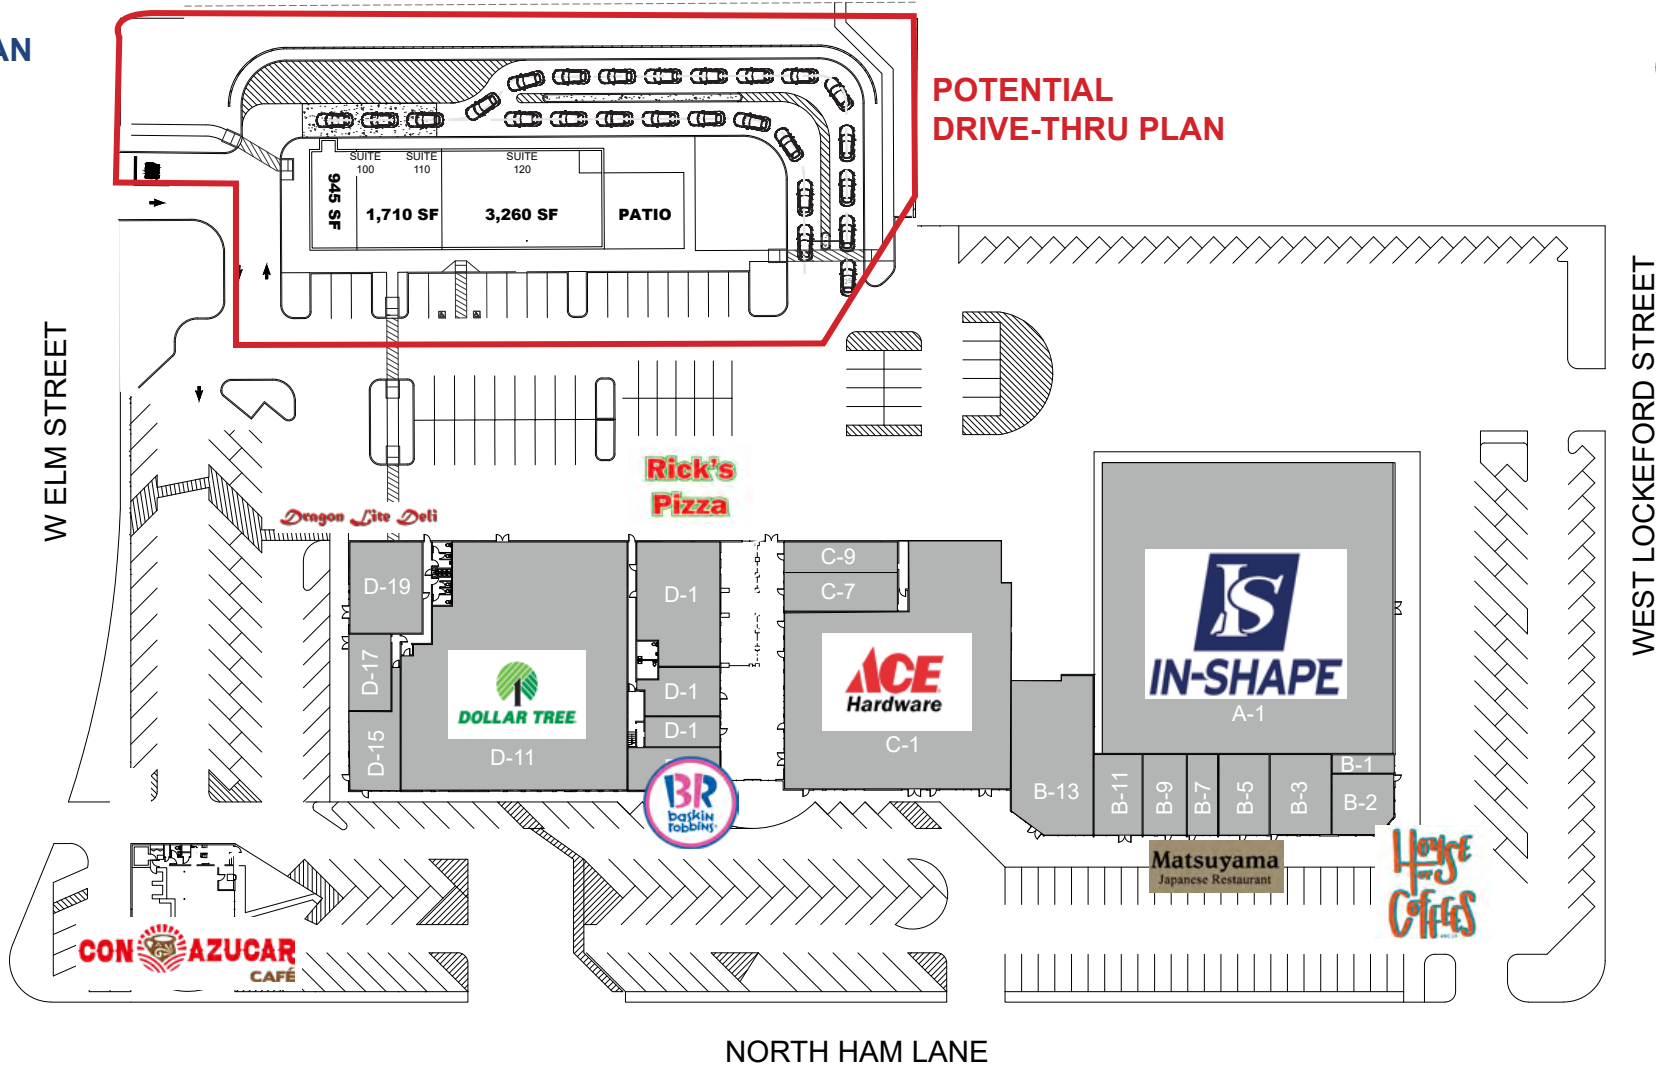 AN
POTENTIAL
DRIVE-THRU PLAN
SUITE
100
SUITE
110
SUITE
120
945 SF
1,710 SF
3,260 SF
PATIO
W ELM STREET
WEST LOCKEFORD STREET
Rick's
Pizza
Dragon Lite Deli
D-19
D-17
D-15
DOLLAR TREE
D-11
D-1
D-1
D-1
BR
baskin
robbins
C-9
C-7
ACE
Hardware
C-1
IS
IN-SHAPE
A-1
B-13
B-11
B-9
B-7
B-5
B-3
B-1
B-2
Matsuyama
Japanese Restaurant
HOUSE
OF
COFFEES
CON AZUCAR
CAFÉ
NORTH HAM LANE